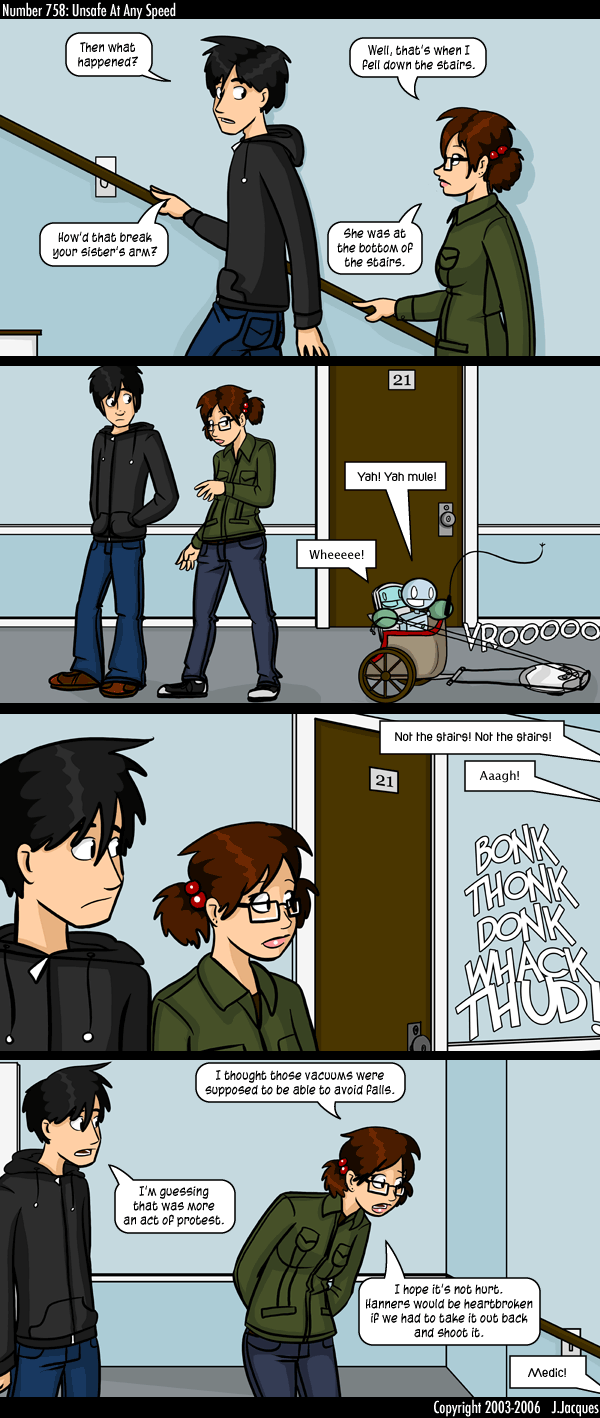 Number 758: Unsafe At Any Speed
Then what
happened?
Well, that's when I
fell down the stairs.
How'd that break
your sister's arm?
She was at
the bottom of
the stairs.
21
Yah! Yah mule!
Wheeeee!
VROOOOO
Not the stairs! Not the stairs!
Aaagh!
21
BONK
THONK
DONK
WHACK
THUD!
I thought those vacuums were
supposed to be able to avoid falls.
I'm guessing
that was more
an act of protest.
I hope it's not hurt.
Hanners would be heartbroken
if we had to take it out back
and shoot it.
Medic!
Copyright 2003-2006 J.Jacques